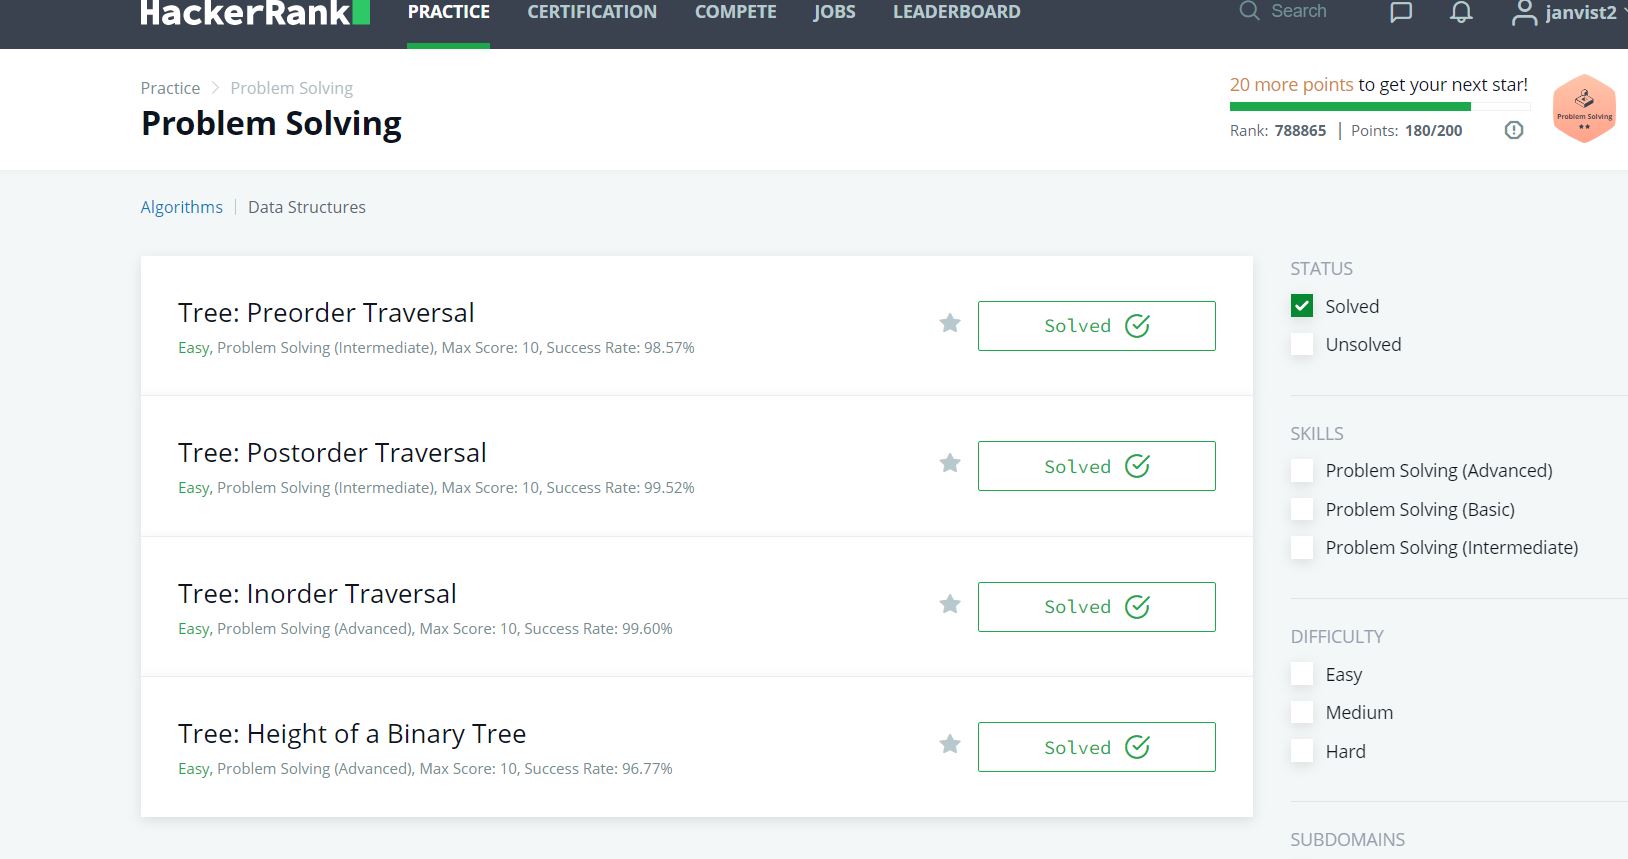 HackerRank PRACTICE CERTIFICATION COMPETE JOBS LEADERBOARD Search janvist2
Practice > Problem Solving
Problem Solving
20 more points to get your next star!
Rank: 788865 | Points: 180/200
Problem Solving
Algorithms | Data Structures
Tree: Preorder Traversal
Easy, Problem Solving (Intermediate), Max Score: 10, Success Rate: 98.57%
Solved
Tree: Postorder Traversal
Easy, Problem Solving (Intermediate), Max Score: 10, Success Rate: 99.52%
Solved
Tree: Inorder Traversal
Easy, Problem Solving (Advanced), Max Score: 10, Success Rate: 99.60%
Solved
Tree: Height of a Binary Tree
Easy, Problem Solving (Advanced), Max Score: 10, Success Rate: 96.77%
Solved
STATUS
Solved
Unsolved
SKILLS
Problem Solving (Advanced)
Problem Solving (Basic)
Problem Solving (Intermediate)
DIFFICULTY
Easy
Medium
Hard
SUBDOMAINS